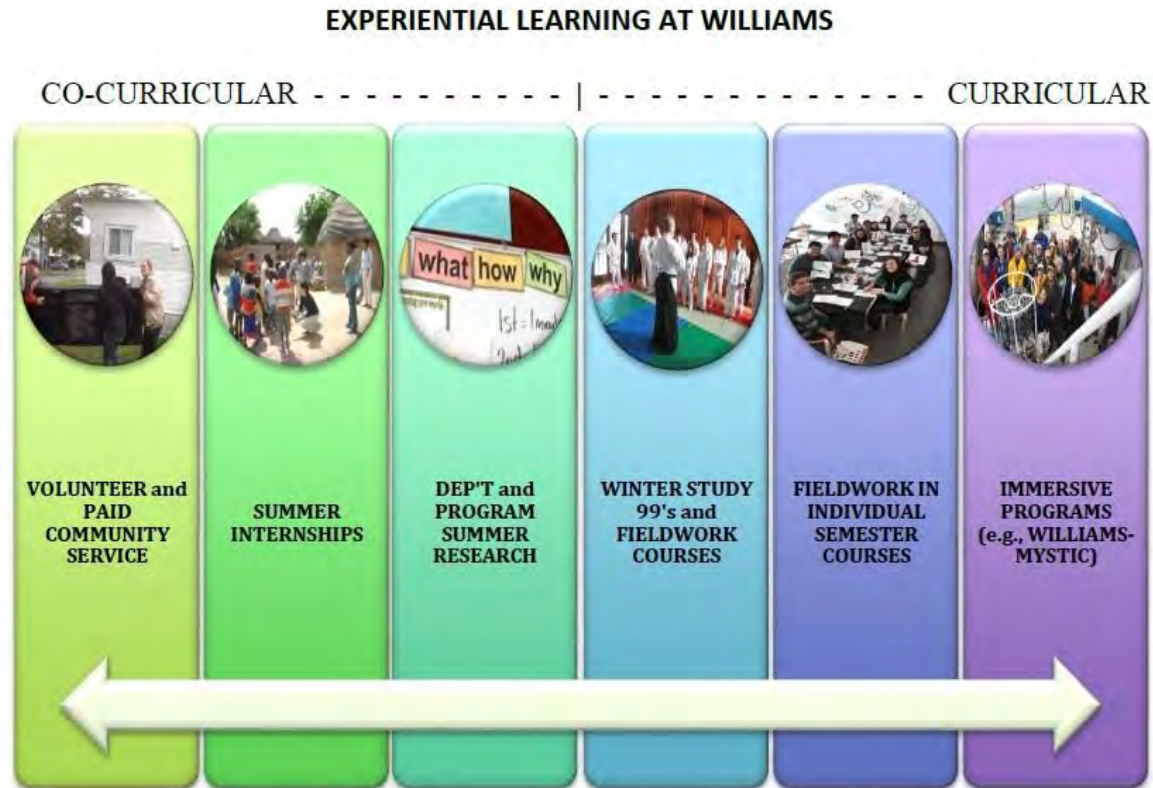 EXPERIENTIAL LEARNING AT WILLIAMS
CO-CURRICULAR - - - - - - - - - - | - - - - - - - - - - - - - CURRICULAR
what how why
1st =
VOLUNTEER and
PAID
COMMUNITY
SERVICE
SUMMER
INTERNSHIPS
DEP'T and
PROGRAM
SUMMER
RESEARCH
WINTER STUDY
99's and
FIELDWORK
COURSES
FIELDWORK IN
INDIVIDUAL
SEMESTER
COURSES
IMMERSIVE
PROGRAMS
(e.g., WILLIAMS-
MYSTIC)